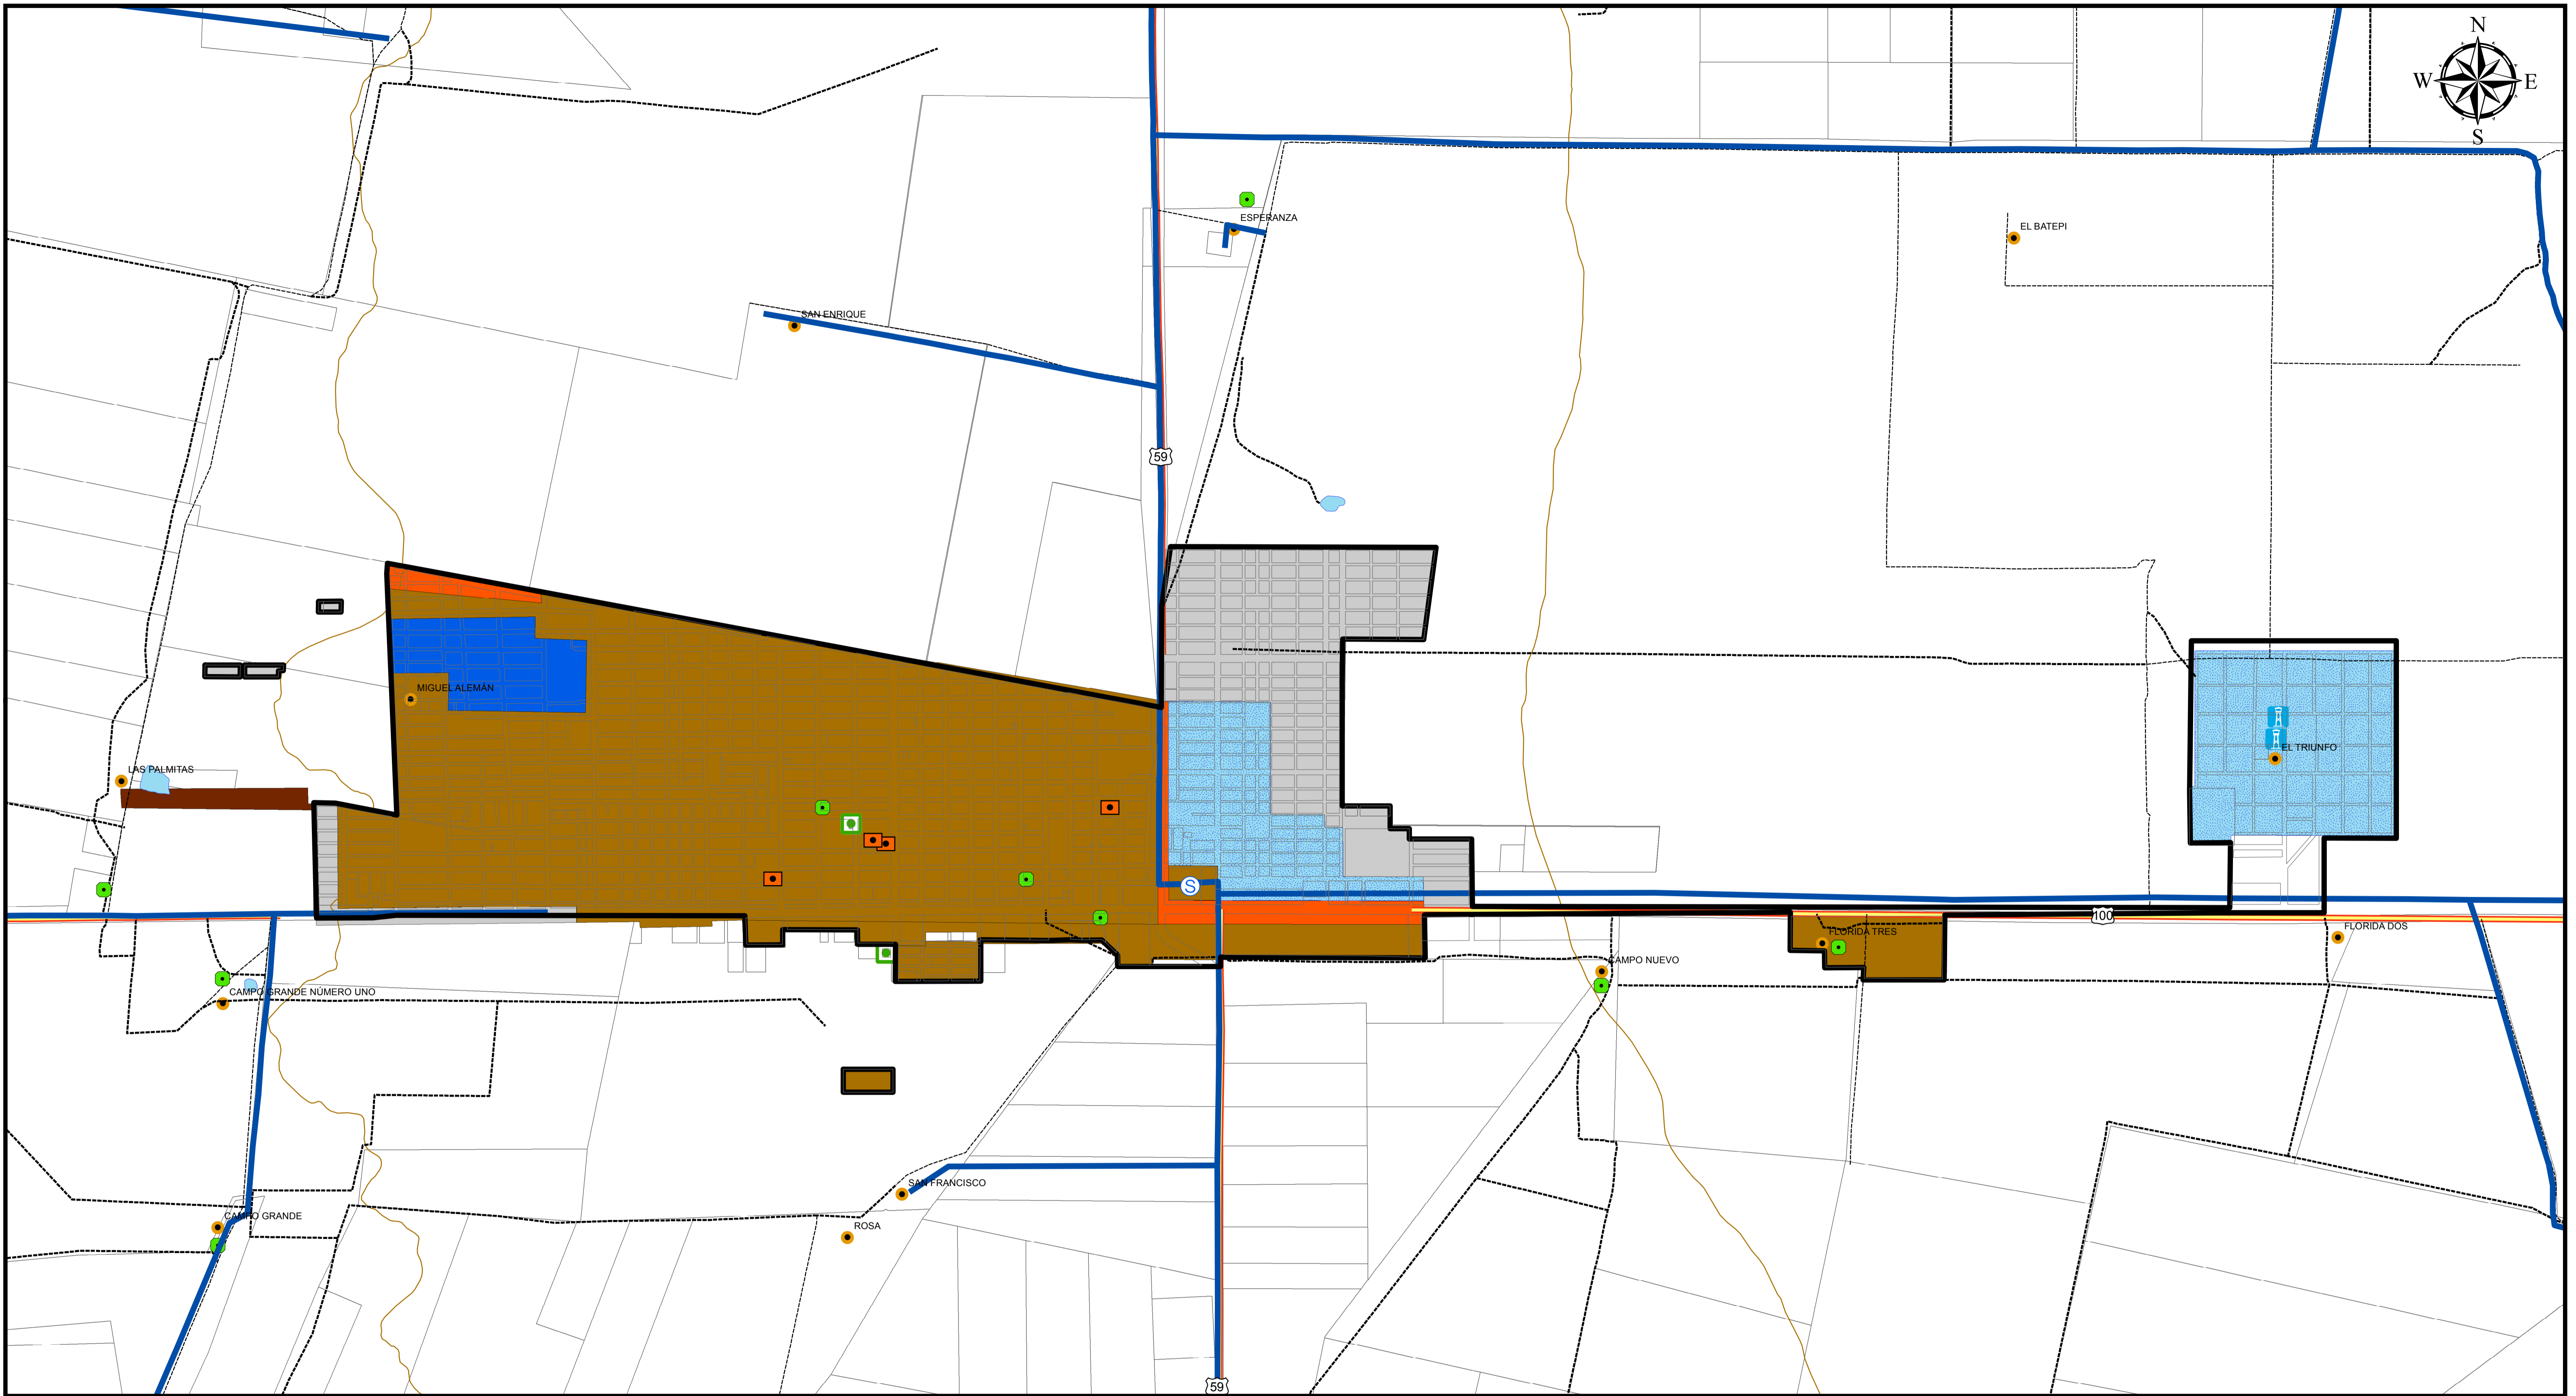 N
W E
S
ESPERANZA
EL BATEPI
SAN ENRIQUE
59
MIGUEL ALEMÁN
EL TRIUNFO
LAS PALMITAS
S
100
FLORIDA TRES
FLORIDA DOS
CAMPO NUEVO
CAMPO GRANDE NÚMERO UNO
SAN FRANCISCO
CAMPO GRANDE
ROSA
59